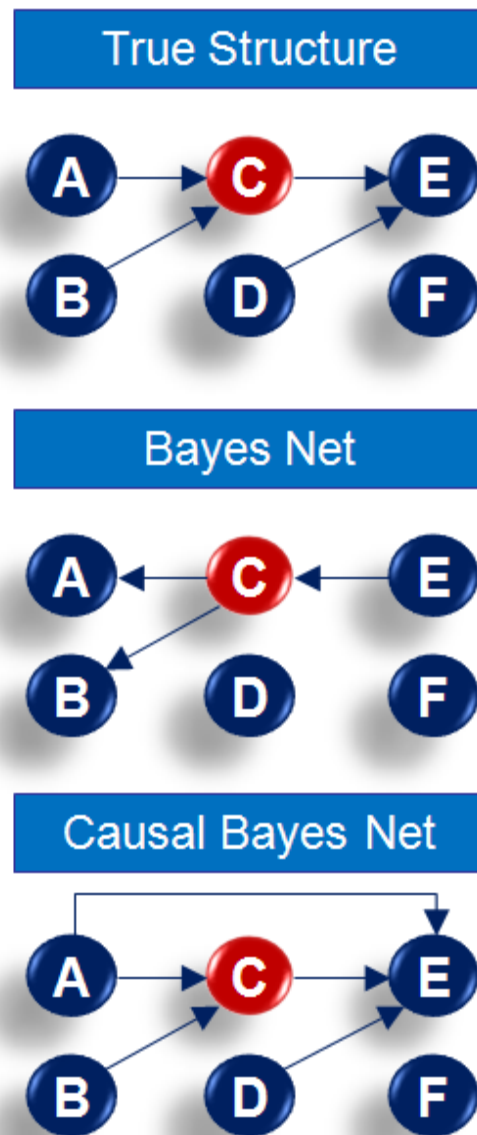 True Structure
A C E
B D F
Bayes Net
A C E
B D F
Causal Bayes Net
A C E
B D F